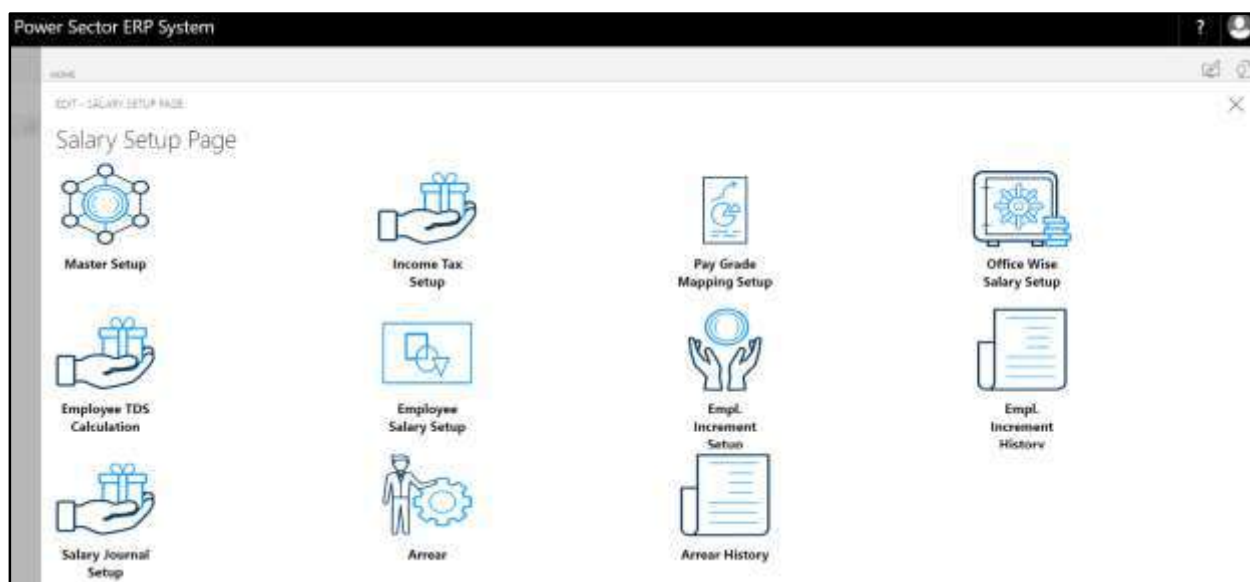 Power Sector ERP System
?
HOME
EDIT - SALARY SETUP PAGE
Salary Setup Page
Master Setup
Income Tax
Setup
Pay Grade
Mapping Setup
Office Wise
Salary Setup
Employee TDS
Calculation
Employee
Salary Setup
Empl.
Increment
Setup
Empl.
Increment
History
Salary Journal
Setup
Arrear
Arrear History